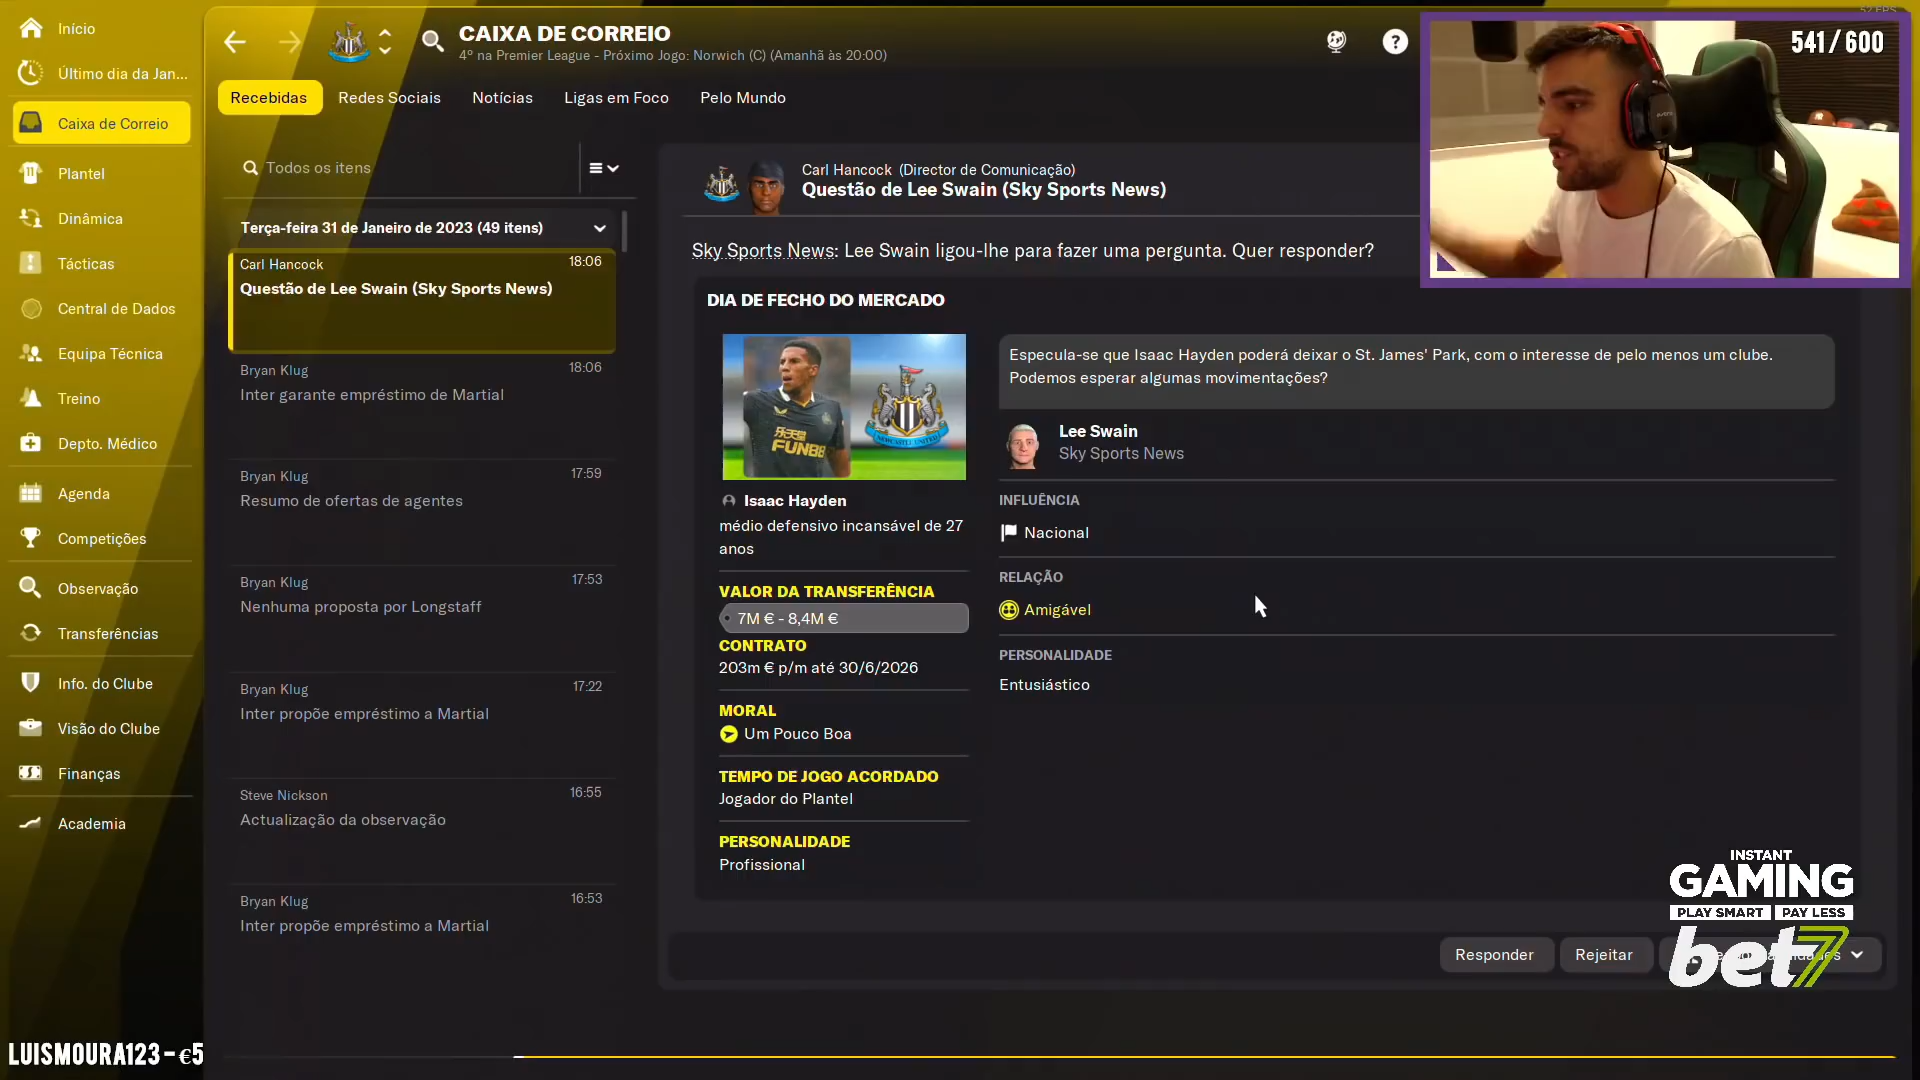 Início
Último dia da Jan...
Caixa de Correio
Plantel
Dinâmica
Tácticas
Central de Dados
Equipa Técnica
Treino
Depto. Médico
Agenda
Competições
Observação
Transferências
Info. do Clube
Visão do Clube
Finanças
Academia
LUISMOURA123 - €5
CAIXA DE CORREIO
4º na Premier League - Próximo Jogo: Norwich (C) (Amanhã às 20:00)
?
541 / 600
Recebidas
Redes Sociais
Notícias
Ligas em Foco
Pelo Mundo
Todos os itens
Terça-feira 31 de Janeiro de 2023 (49 itens)
Carl Hancock 18:06
Questão de Lee Swain (Sky Sports News)
Bryan Klug 18:06
Inter garante empréstimo de Martial
Bryan Klug 17:59
Resumo de ofertas de agentes
Bryan Klug 17:53
Nenhuma proposta por Longstaff
Bryan Klug 17:22
Inter propõe empréstimo a Martial
Steve Nickson 16:55
Actualização da observação
Bryan Klug 16:53
Inter propõe empréstimo a Martial
Carl Hancock (Director de Comunicação)
Questão de Lee Swain (Sky Sports News)
Sky Sports News: Lee Swain ligou-lhe para fazer uma pergunta. Quer responder?
DIA DE FECHO DO MERCADO
FUN88
NEWCASTLE UNITED
Isaac Hayden
médio defensivo incansável de 27
anos
VALOR DA TRANSFERÊNCIA
7M € - 8,4M €
CONTRATO
203m € p/m até 30/6/2026
MORAL
Um Pouco Boa
TEMPO DE JOGO ACORDADO
Jogador do Plantel
PERSONALIDADE
Profissional
Especula-se que Isaac Hayden poderá deixar o St. James' Park, com o interesse de pelo menos um clube.
Podemos esperar algumas movimentações?
Lee Swain
Sky Sports News
INFLUÊNCIA
Nacional
RELAÇÃO
Amigável
PERSONALIDADE
Entusiástico
Responder
Rejeitar
INSTANT
GAMING
PLAY SMART PAY LESS
bet7